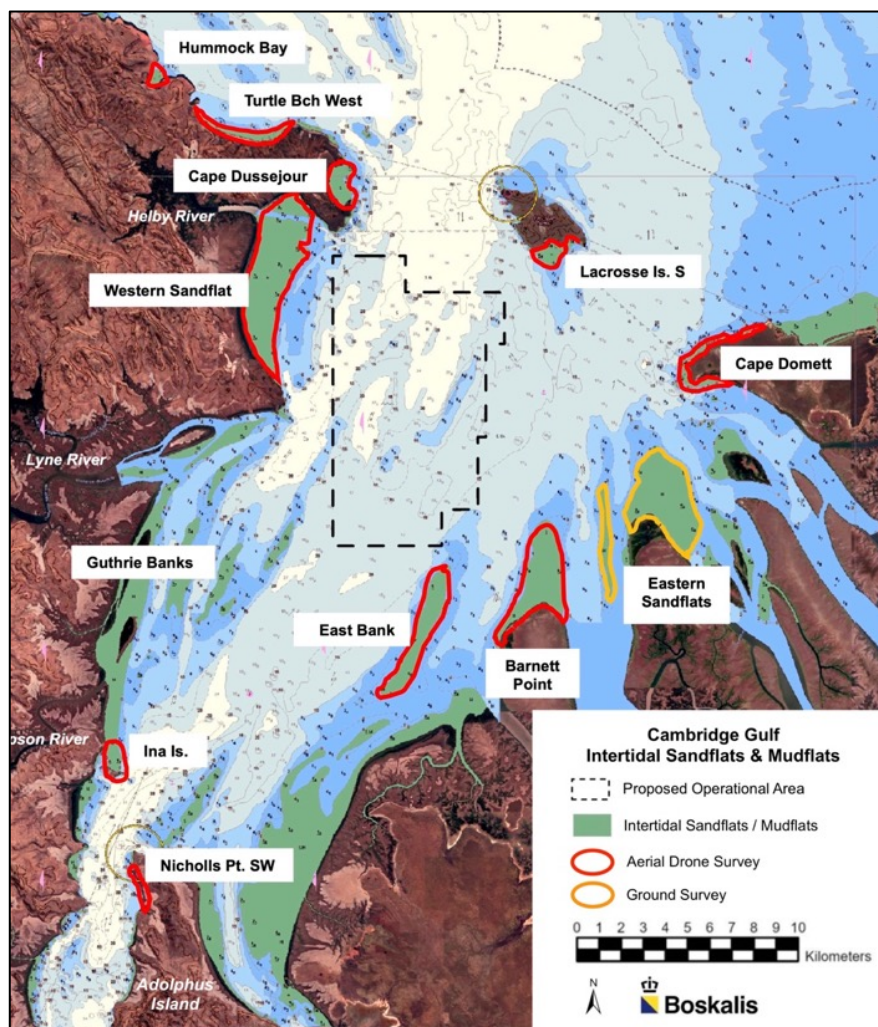 Hummock Bay
Turtle Bch West
Cape Dussejour
Helby River
Western Sandflat
Lacrosse Is. S
Cape Domett
Lyne River
Guthrie Banks
Eastern
Sandflats
East Bank
Barnett
Point
pson River
Ina Is.
Nicholls Pt. SW
Adolphus
Island
Cambridge Gulf
Intertidal Sandflats & Mudflats
Proposed Operational Area
Intertidal Sandflats / Mudflats
Aerial Drone Survey
Ground Survey
0 1 2 3 4 5 6 7 8 9 10
Kilometers
N
Boskalis